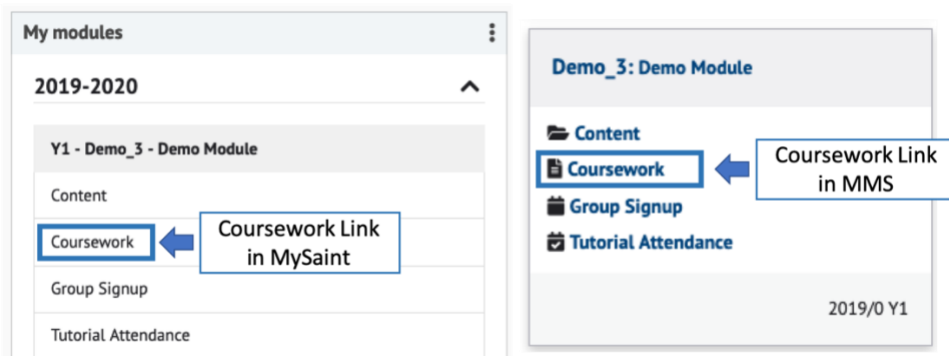 My modules
2019-2020
Y1 - Demo_3 - Demo Module
Content
Coursework
Coursework Link
in MySaint
Group Signup
Tutorial Attendance
Demo_3: Demo Module
Content
Coursework
Coursework Link
in MMS
Group Signup
Tutorial Attendance
2019/0 Y1